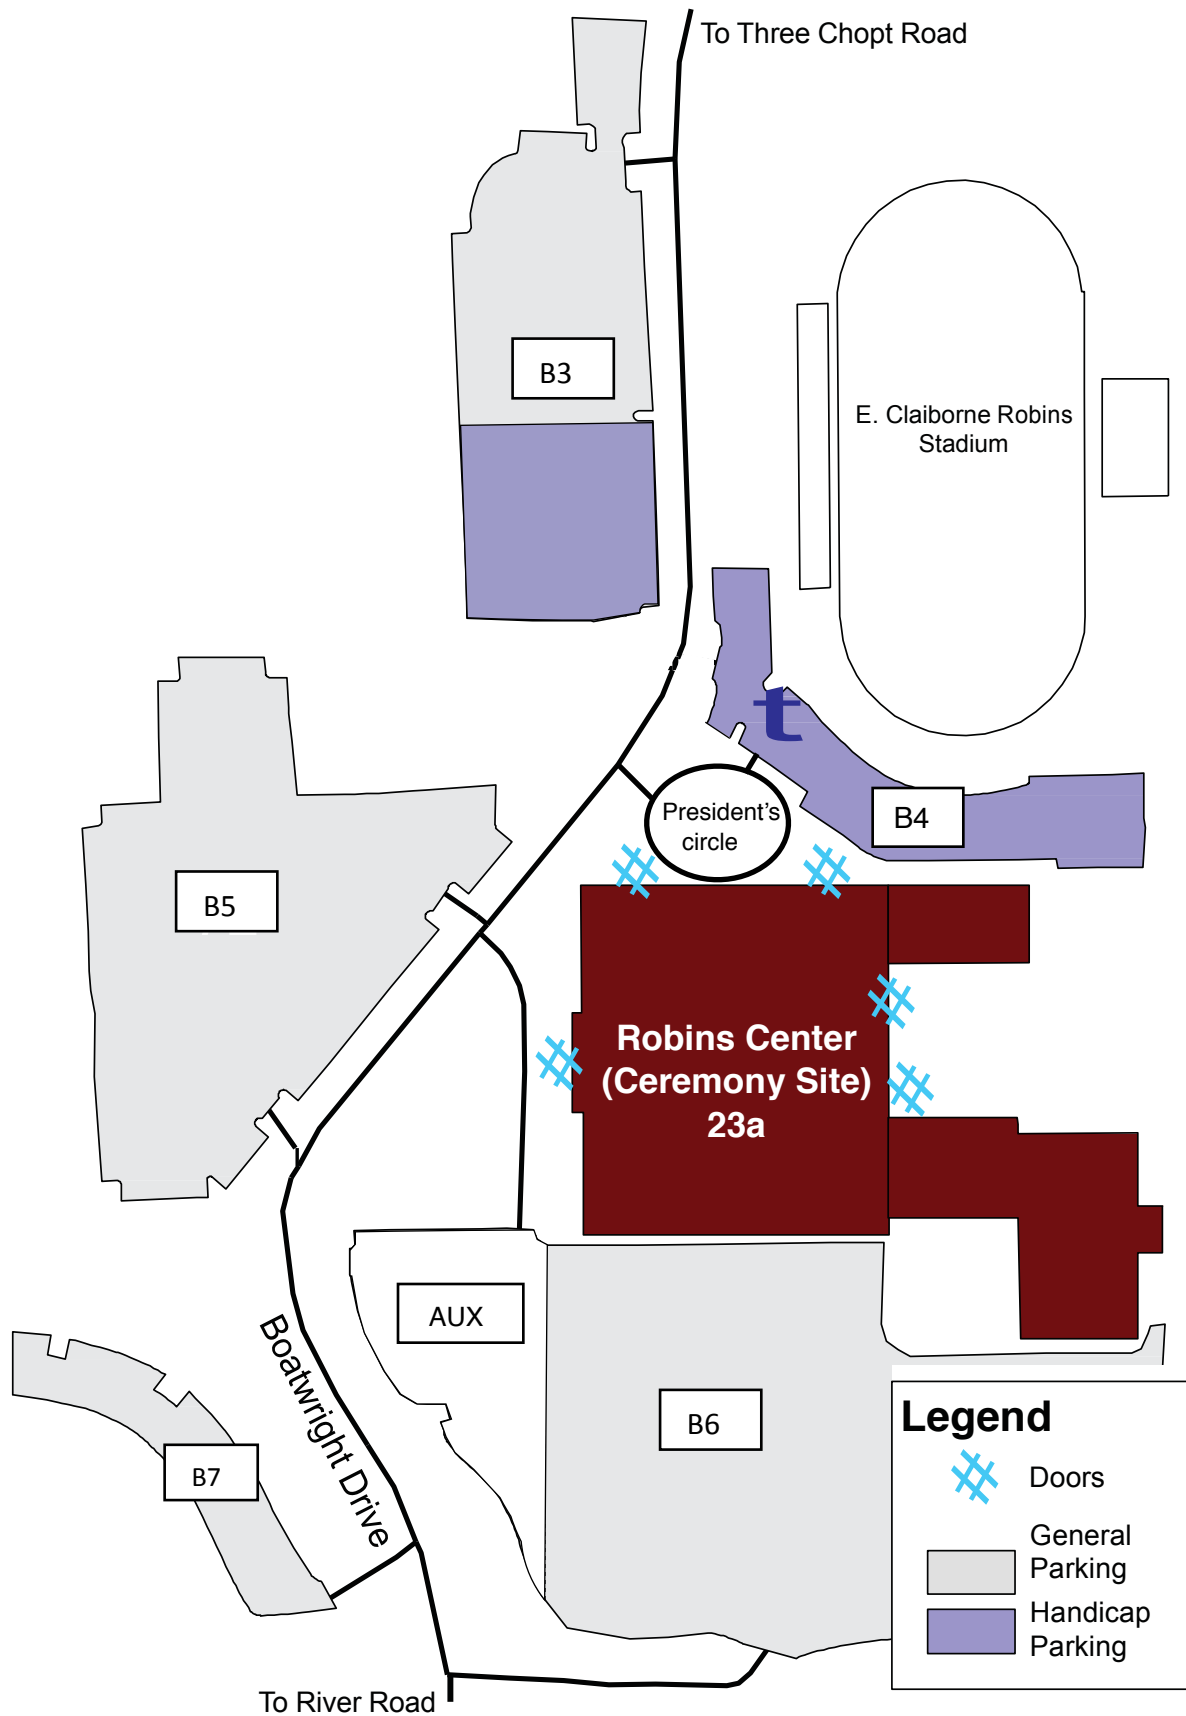 To Three Chopt Road
B3
E. Claiborne Robins
Stadium
t
President's
circle
B4
B5
Robins Center
(Ceremony Site)
23a
AUX
Boatwright Drive
B6
B7
Legend
Doors
General
Parking
Handicap
Parking
To River Road